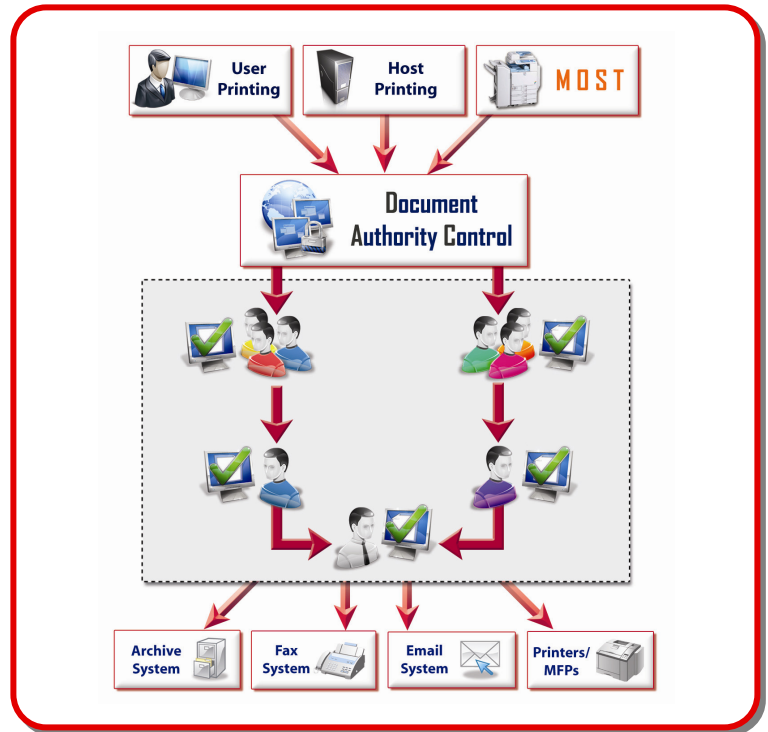 User
Printing
Host
Printing
MOST
Document
Authority Control
Archive
System
Fax
System
Email
System
Printers/
MFPs